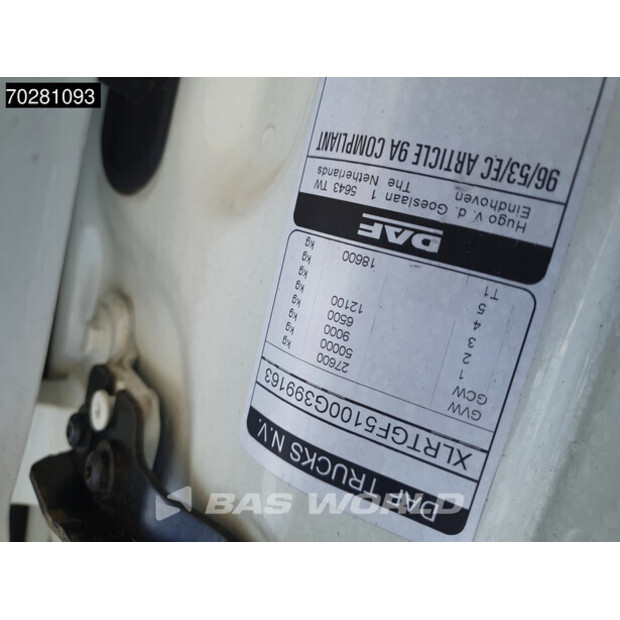 70281093
DAF TRUCKS N.V.
XLRTGF5100G399163
GVW 27600 kg
GCW 50000 kg
1 9000 kg
2 6500 kg
3 12100 kg
4 kg
5 kg
T1 18600 kg
DAF
Hugo v. d. Goeslaan 1 5643 TW
Eindhoven The Netherlands
96/53/EC ARTICLE 9A COMPLIANT
BAS WORLD